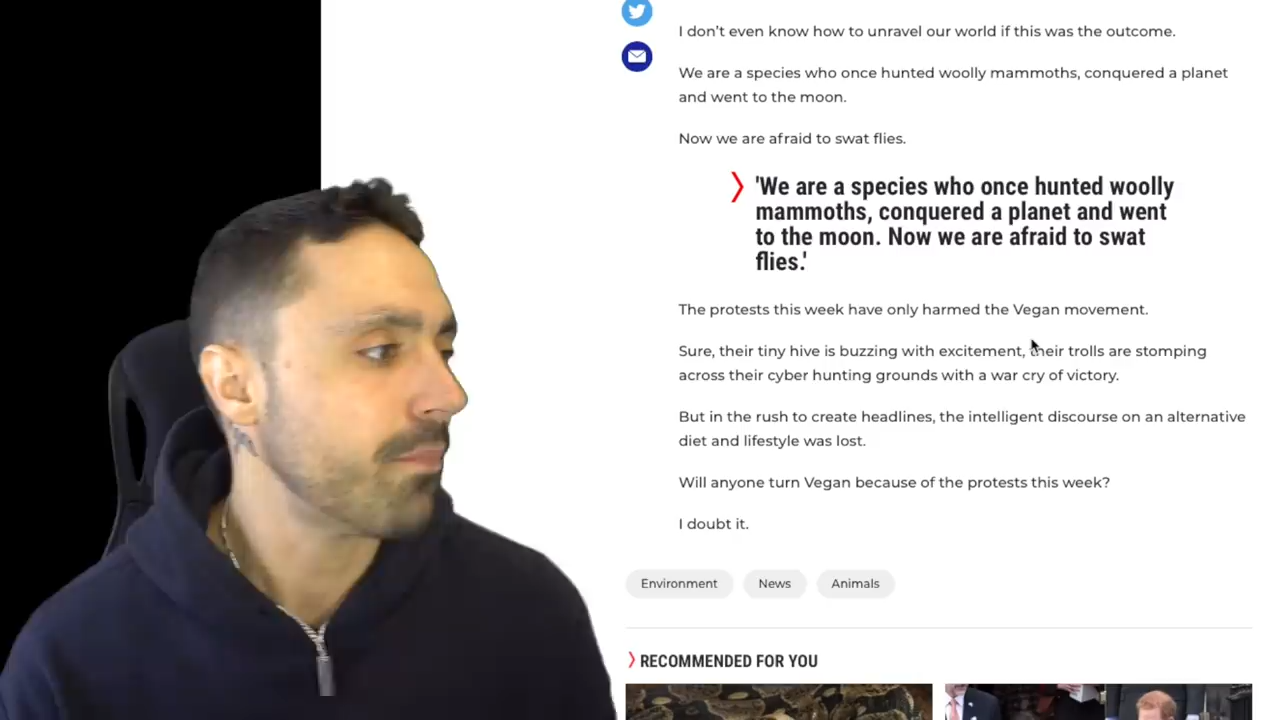 I don’t even know how to unravel our world if this was the outcome.
We are a species who once hunted woolly mammoths, conquered a planet
and went to the moon.
Now we are afraid to swat flies.
'We are a species who once hunted woolly
mammoths, conquered a planet and went
to the moon. Now we are afraid to swat
flies.'
The protests this week have only harmed the Vegan movement.
Sure, their tiny hive is buzzing with excitement, their trolls are stomping
across their cyber hunting grounds with a war cry of victory.
But in the rush to create headlines, the intelligent discourse on an alternative
diet and lifestyle was lost.
Will anyone turn Vegan because of the protests this week?
I doubt it.
Environment News Animals
RECOMMENDED FOR YOU